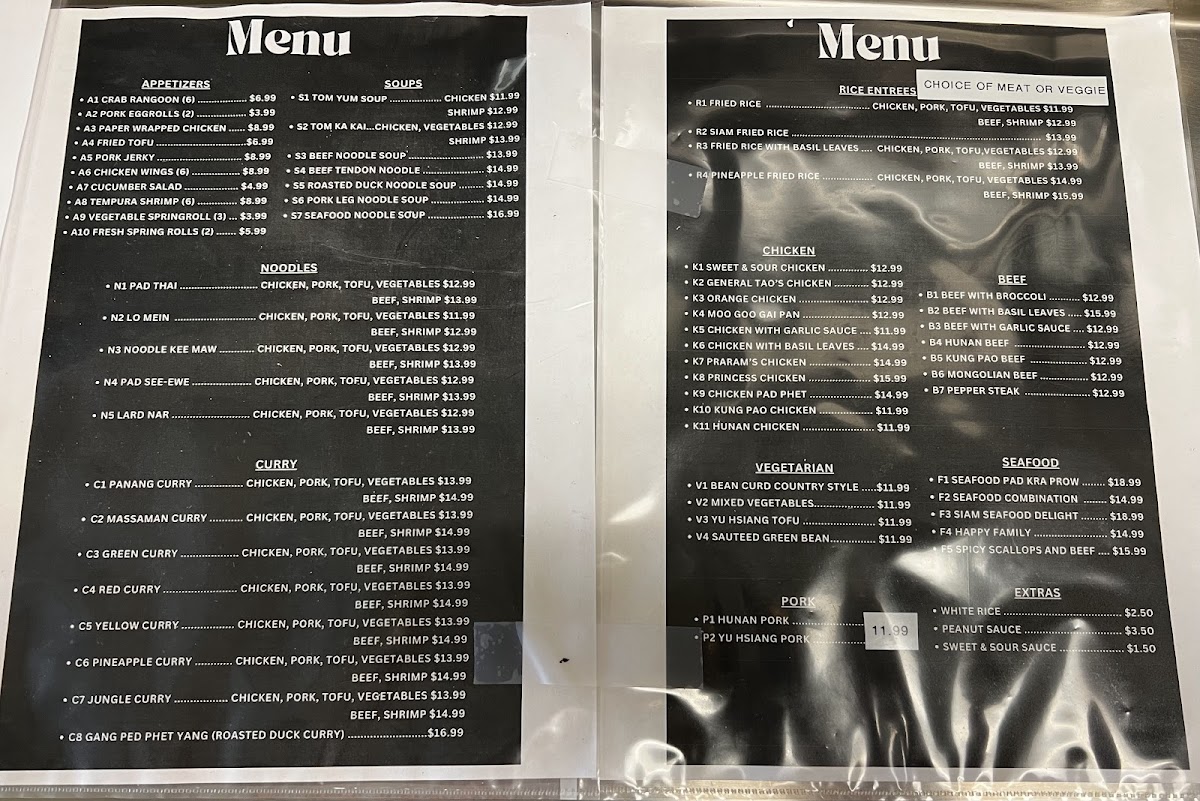 Menu
APPETIZERS
• A1 CRAB RANGOON (6) .................. $6.99
• A2 PORK EGGROLLS (2) ................... $3.99
• A3 PAPER WRAPPED CHICKEN ..... $8.99
• A4 FRIED TOFU ............................$6.99
• A5 PORK JERKY ........................... $8.99
• A6 CHICKEN WINGS (6) ................. $8.99
• A7 CUCUMBER SALAD .................. $4.99
• A8 TEMPURA SHRIMP (6) .............. $8.99
• A9 VEGETABLE SPRINGROLL (3) ... $3.99
• A10 FRESH SPRING ROLLS (2) ....... $5.99
SOUPS
• S1 TOM YUM SOUP ...................... CHICKEN $11.99
SHRIMP $12.99
• S2 TOM KA KAI...CHICKEN, VEGETABLES $12.99
SHRIMP $13.99
• S3 BEEF NOODLE SOUP ...................... $13.99
• S4 BEEF TENDON NOODLE .................. $14.99
• S5 ROASTED DUCK NOODLE SOUP ....... $14.99
• S6 PORK LEG NOODLE SOUP ............... $14.99
• S7 SEAFOOD NOODLE SOUP ................ $16.99
NOODLES
• N1 PAD THAI ...................... CHICKEN, PORK, TOFU, VEGETABLES $12.99
BEEF, SHRIMP $13.99
• N2 LO MEIN ....................... CHICKEN, PORK, TOFU, VEGETABLES $11.99
BEEF, SHRIMP $12.99
• N3 NOODLE KEE MAW ........... CHICKEN, PORK, TOFU, VEGETABLES $12.99
BEEF, SHRIMP $13.99
• N4 PAD SEE-EWE .................. CHICKEN, PORK, TOFU, VEGETABLES $12.99
BEEF, SHRIMP $13.99
• N5 LARD NAR ...................... CHICKEN, PORK, TOFU, VEGETABLES $12.99
BEEF, SHRIMP $13.99
CURRY
• C1 PANANG CURRY ............... CHICKEN, PORK, TOFU, VEGETABLES $13.99
BEEF, SHRIMP $14.99
• C2 MASSAMAN CURRY .......... CHICKEN, PORK, TOFU, VEGETABLES $13.99
BEEF, SHRIMP $14.99
• C3 GREEN CURRY ................. CHICKEN, PORK, TOFU, VEGETABLES $13.99
BEEF, SHRIMP $14.99
• C4 RED CURRY ...................... CHICKEN, PORK, TOFU, VEGETABLES $13.99
BEEF, SHRIMP $14.99
• C5 YELLOW CURRY ................ CHICKEN, PORK, TOFU, VEGETABLES $13.99
BEEF, SHRIMP $14.99
• C6 PINEAPPLE CURRY ........... CHICKEN, PORK, TOFU, VEGETABLES $13.99
BEEF, SHRIMP $14.99
• C7 JUNGLE CURRY ................ CHICKEN, PORK, TOFU, VEGETABLES $13.99
BEEF, SHRIMP $14.99
• C8 GANG PED PHET YANG (ROASTED DUCK CURRY) .......................$16.99
Menu
RICE ENTREES CHOICE OF MEAT OR VEGGIE
• R1 FRIED RICE .............................. CHICKEN, PORK, TOFU, VEGETABLES $11.99
BEEF, SHRIMP $12.99
• R2 SIAM FRIED RICE ........................................................................ $13.99
• R3 FRIED RICE WITH BASIL LEAVES .... CHICKEN, PORK, TOFU,VEGETABLES $12.99
BEEF, SHRIMP $13.99
• R4 PINEAPPLE FRIED RICE ............... CHICKEN, PORK, TOFU, VEGETABLES $14.99
BEEF, SHRIMP $15.99
CHICKEN
• K1 SWEET & SOUR CHICKEN ............. $12.99
• K2 GENERAL TAO'S CHICKEN ............ $12.99
• K3 ORANGE CHICKEN ...................... $12.99
• K4 MOO GOO GAI PAN ..................... $12.99
• K5 CHICKEN WITH GARLIC SAUCE .... $11.99
• K6 CHICKEN WITH BASIL LEAVES ..... $14.99
• K7 PRARAM'S CHICKEN .................... $14.99
• K8 PRINCESS CHICKEN .................... $15.99
• K9 CHICKEN PAD PHET .................... $14.99
• K10 KUNG PAO CHICKEN ................. $11.99
• K11 HUNAN CHICKEN ....................... $11.99
BEEF
• B1 BEEF WITH BROCCOLI .......... $12.99
• B2 BEEF WITH BASIL LEAVES ..... $15.99
• B3 BEEF WITH GARLIC SAUCE .... $12.99
• B4 HUNAN BEEF ....................... $12.99
• B5 KUNG PAO BEEF ................... $12.99
• B6 MONGOLIAN BEEF ................ $12.99
• B7 PEPPER STEAK ..................... $12.99
VEGETARIAN
• V1 BEAN CURD COUNTRY STYLE .....$11.99
• V2 MIXED VEGETABLES.................. $11.99
• V3 YU HSIANG TOFU ...................... $11.99
• V4 SAUTEED GREEN BEAN............... $11.99
SEAFOOD
• F1 SEAFOOD PAD KRA PROW ....... $18.99
• F2 SEAFOOD COMBINATION ........ $14.99
• F3 SIAM SEAFOOD DELIGHT ........ $18.99
• F4 HAPPY FAMILY ...................... $14.99
• F5 SPICY SCALLOPS AND BEEF .... $15.99
PORK
• P1 HUNAN PORK ....................
• P2 YU HSIANG PORK ...............
11.99
EXTRAS
• WHITE RICE ................................. $2.50
• PEANUT SAUCE ............................ $3.50
• SWEET & SOUR SAUCE ................... $1.50